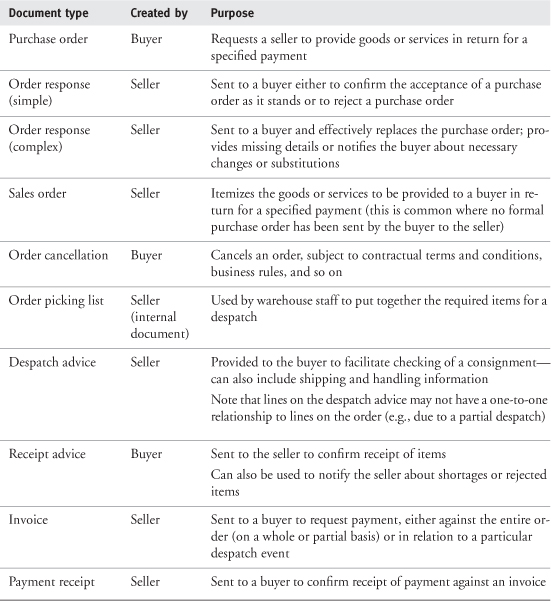 Document type Created by Purpose
Purchase order Buyer Requests a seller to provide goods or services in return for a
specified payment
Order response Seller Sent to a buyer either to confirm the acceptance of a purchase
(simple) order as it stands or to reject a purchase order
Order response Seller Sent to a buyer and effectively replaces the purchase order; pro-
(complex) vides missing details or notifies the buyer about necessary
changes or substitutions
Sales order Seller Itemizes the goods or services to be provided to a buyer in re-
turn for a specified payment (this is common where no formal
purchase order has been sent by the buyer to the seller)
Order cancellation Buyer Cancels an order, subject to contractual terms and conditions,
business rules, and so on
Order picking list Seller Used by warehouse staff to put together the required items for a
(internal despatch
document)
Despatch advice Seller Provided to the buyer to facilitate checking of a consignment—
can also include shipping and handling information
Note that lines on the despatch advice may not have a one-to-one
relationship to lines on the order (e.g., due to a partial despatch)
Receipt advice Buyer Sent to the seller to confirm receipt of items
Can also be used to notify the seller about shortages or rejected
items
Invoice Seller Sent to a buyer to request payment, either against the entire or-
der (on a whole or partial basis) or in relation to a particular
despatch event
Payment receipt Seller Sent to a buyer to confirm receipt of payment against an invoice